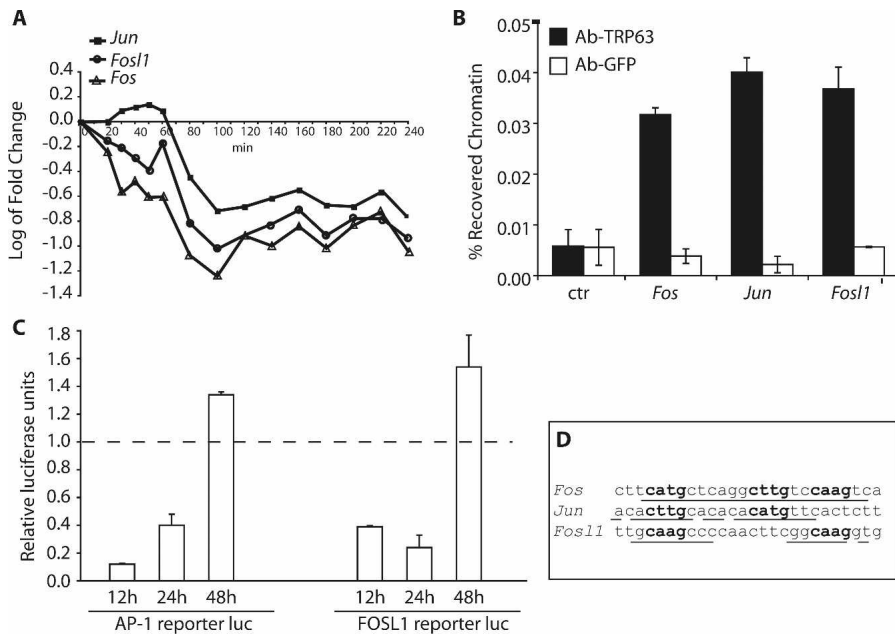 A
Jun
Fosl1
Fos
Log of Fold Change
0.4
0.2
0.0
-0.2
-0.4
-0.6
-0.8
-1.0
-1.2
-1.4
0 20 40 60 80 100 120 140 160 180 200 220 240
min
B
Ab-TRP63
Ab-GFP
% Recovered Chromatin
0.05
0.04
0.03
0.02
0.01
0.00
ctr Fos Jun Fosl1
C
Relative luciferase units
1.8
1.6
1.4
1.2
1.0
0.8
0.6
0.4
0.2
0.0
12h 24h 48h 12h 24h 48h
AP-1 reporter luc FOSL1 reporter luc
D
Fos cttcatgctcaggcttgtccaagtca
Jun acacttgcacacacatgttcactctt
Fosl1 ttgcaagccccaacttcggcaaggtg